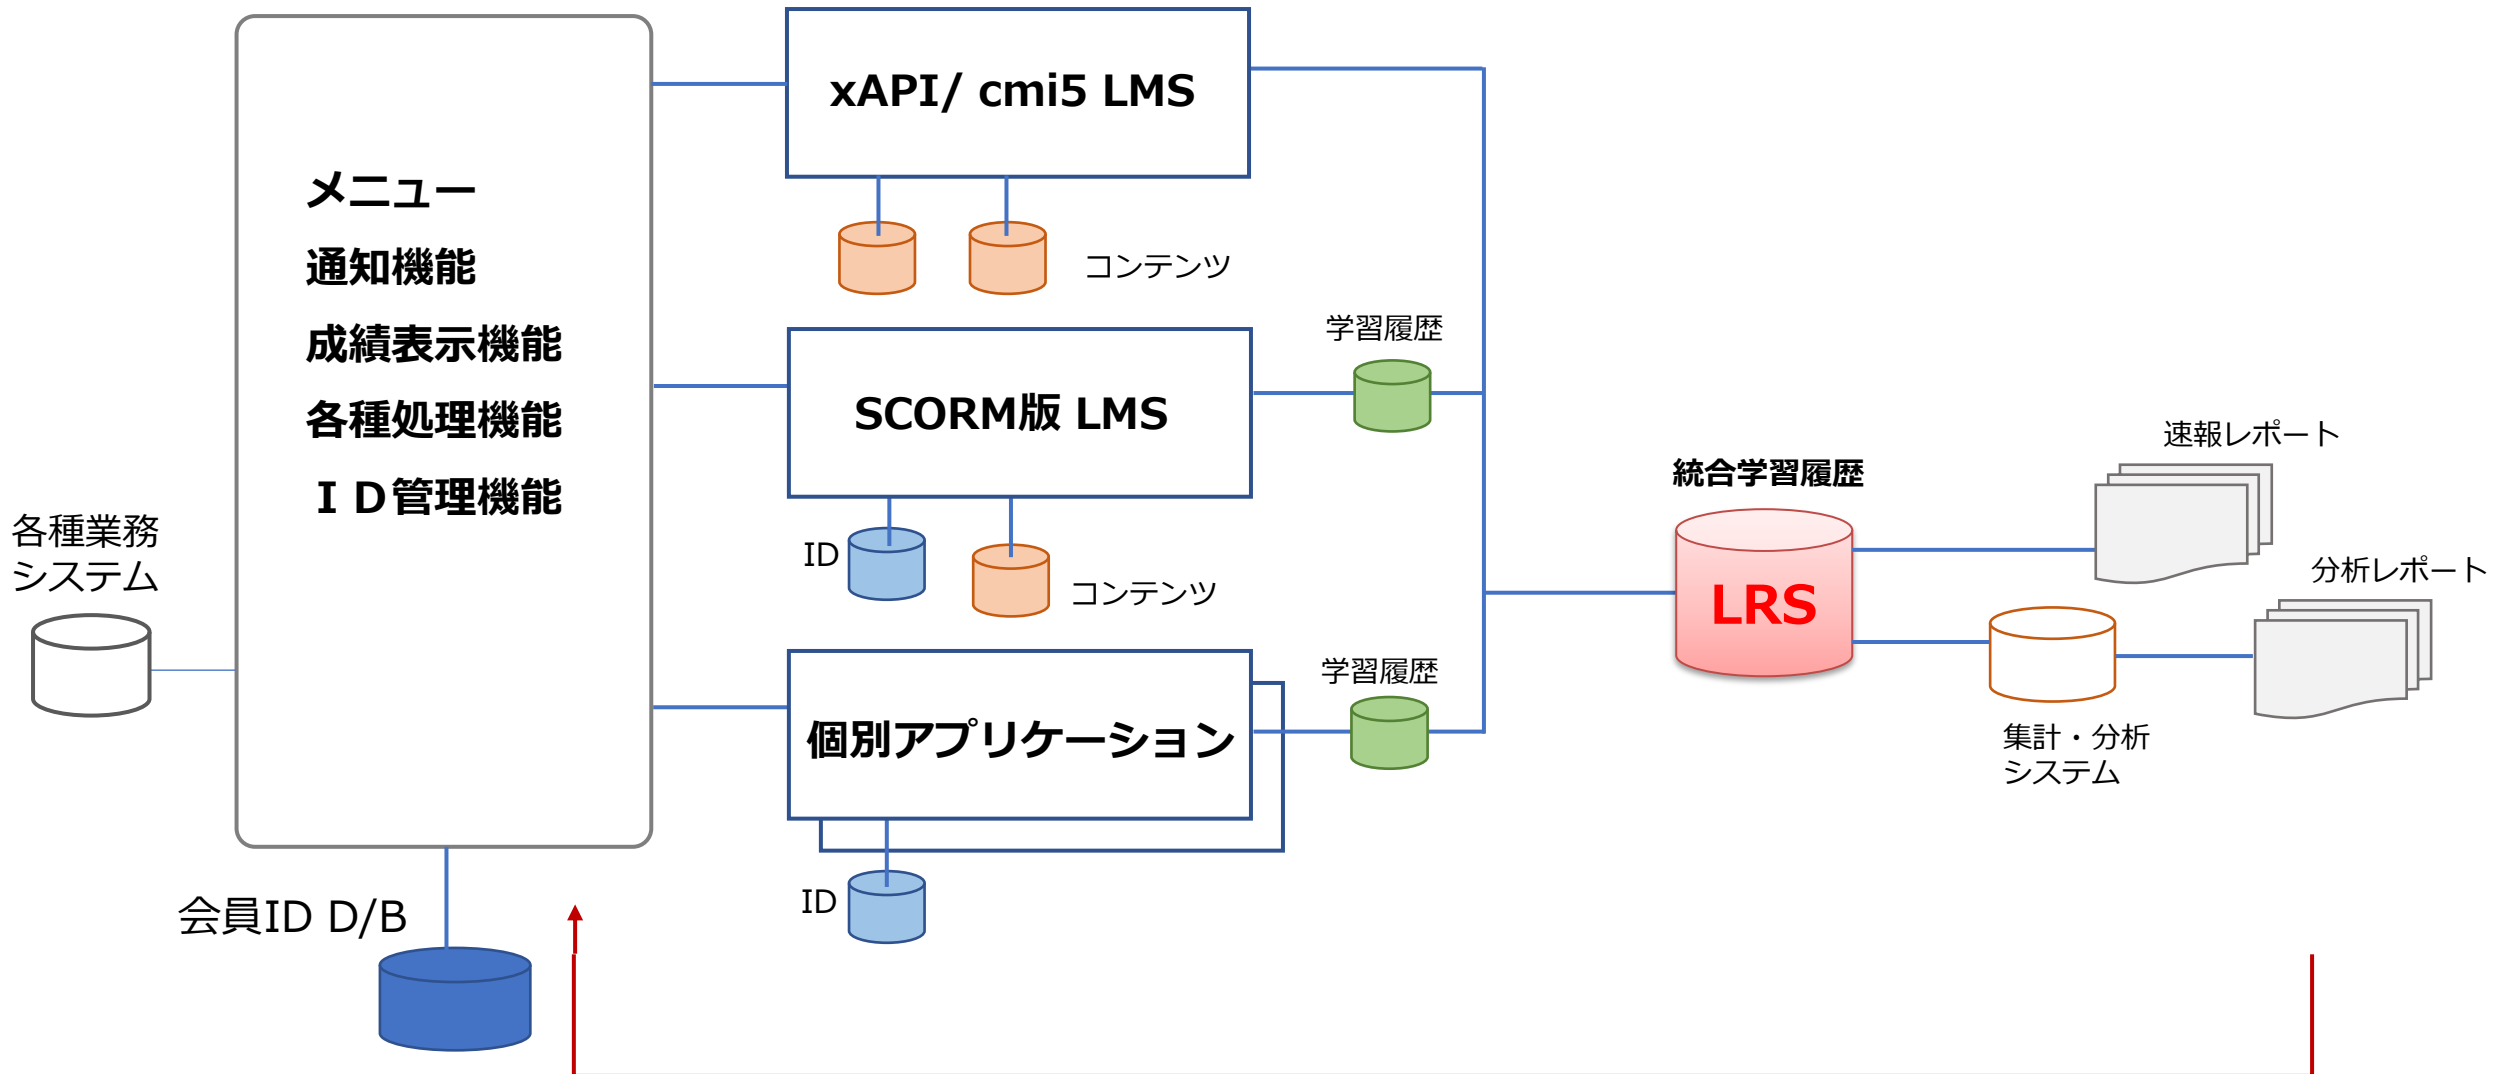 xAPI/ cmi5 LMS
メニュー
通知機能
成績表示機能
各種処理機能
ＩＤ管理機能
コンテンツ
学習履歴
SCORM版 LMS
速報レポート
統合学習履歴
各種業務
システム
ID
コンテンツ
LRS
分析レポート
学習履歴
個別アプリケーション
集計・分析
システム
会員ID D/B
ID